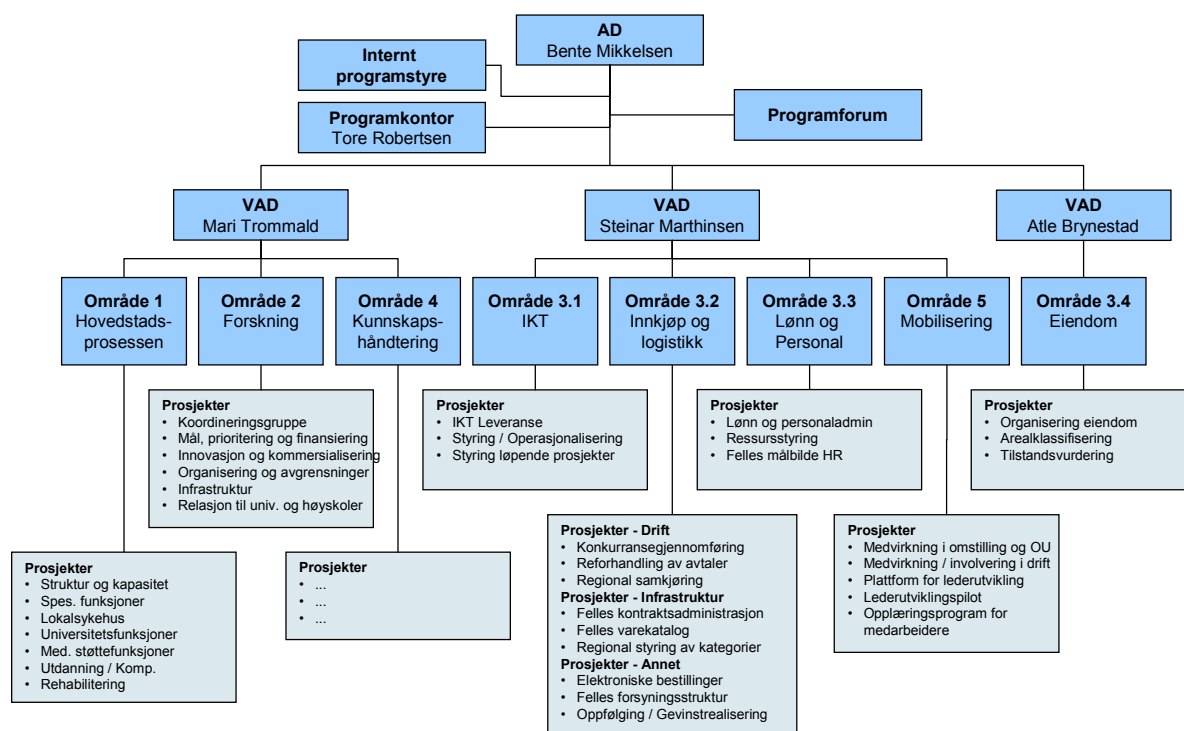 AD
Bente Mikkelsen
Internt
programstyre
Programkontor
Tore Robertsen
Programforum
VAD
Mari Trommald
VAD
Steinar Marthinsen
VAD
Atle Brynestad
Område 1
Hovedstads-
prosessen
Område 2
Forskning
Område 4
Kunnskaps-
håndtering
Område 3.1
IKT
Område 3.2
Innkjøp og
logistikk
Område 3.3
Lønn og
Personal
Område 5
Mobilisering
Område 3.4
Eiendom
Prosjekter
• Koordineringsgruppe
• Mål, prioritering og finansiering
• Innovasjon og kommersialisering
• Organisering og avgrensninger
• Infrastruktur
• Relasjon til univ. og høyskoler
Prosjekter
• IKT Leveranse
• Styring / Operasjonalisering
• Styring løpende prosjekter
Prosjekter
• Lønn og personaladmin
• Ressursstyring
• Felles målbilde HR
Prosjekter
• Organisering eiendom
• Arealklassifisering
• Tilstandsvurdering
Prosjekter
• Struktur og kapasitet
• Spes. funksjoner
• Lokalsykehus
• Universitetsfunksjoner
• Med. støttefunksjoner
• Utdanning / Komp.
• Rehabilitering
Prosjekter
• ...
• ...
• ...
Prosjekter - Drift
• Konkurransegjennomføring
• Reforhandling av avtaler
• Regional samkjøring
Prosjekter - Infrastruktur
• Felles kontraktsadministrasjon
• Felles varekatalog
• Regional styring av kategorier
Prosjekter - Annet
• Elektroniske bestillinger
• Felles forsyningsstruktur
• Oppfølging / Gevinstrealisering
Prosjekter
• Medvirkning i omstilling og OU
• Medvirkning / involvering i drift
• Plattform for lederutvikling
• Lederutviklingspilot
• Opplæringsprogram for
medarbeidere